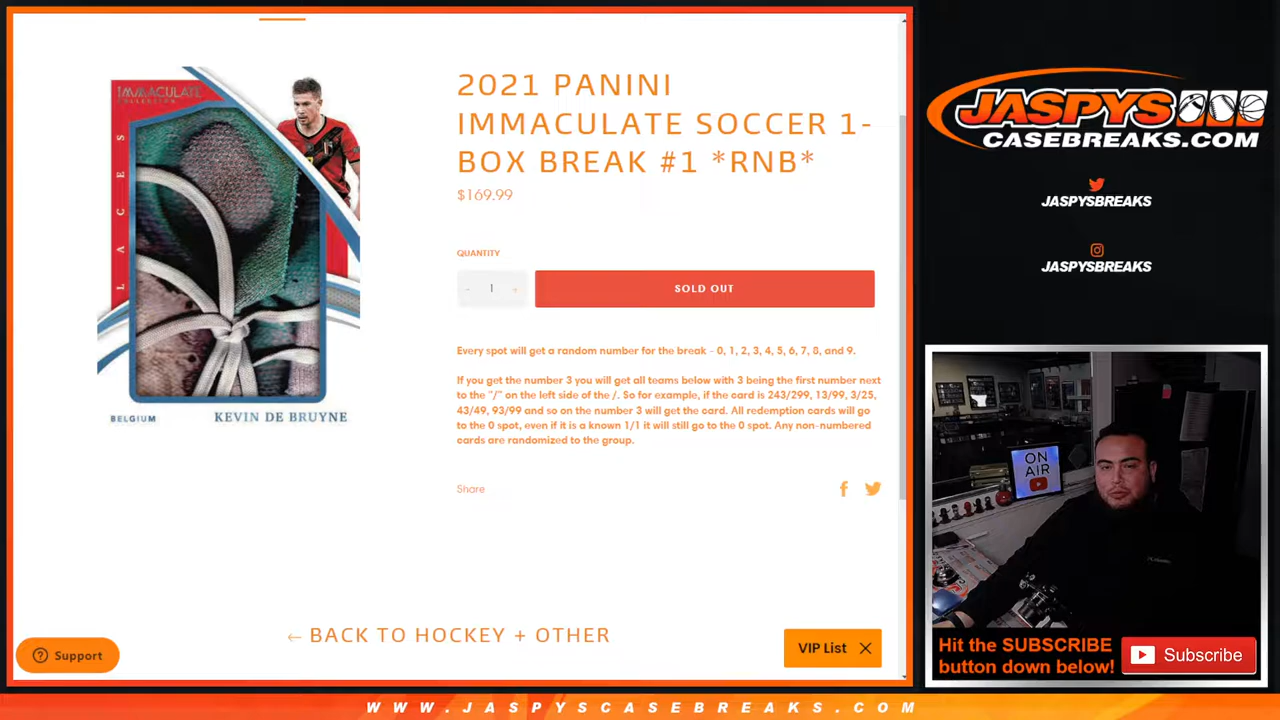 IMMACULATE
COLLECTION
LACES
BELGIUM
KEVIN DE BRUYNE
2021 PANINI
IMMACULATE SOCCER 1-
BOX BREAK #1 *RNB*
$169.99
QUANTITY
- 1 +
SOLD OUT
Every spot will get a random number for the break - 0, 1, 2, 3, 4, 5, 6, 7, 8, and 9.
If you get the number 3 you will get all teams below with 3 being the first number next
to the "/" on the left side of the /. So for example, if the card is 243/299, 13/99, 3/25,
43/49, 93/99 and so on the number 3 will get the card. All redemption cards will go
to the 0 spot, even if it is a known 1/1 it will still go to the 0 spot. Any non-numbered
cards are randomized to the group.
Share
← BACK TO HOCKEY + OTHER
Support
VIP List
JASPYS
CASEBREAKS.COM
JASPYSBREAKS
JASPYSBREAKS
ON
AIR
Hit the SUBSCRIBE
button down below!
Subscribe
WWW.JASPYSCASEBREAKS.COM